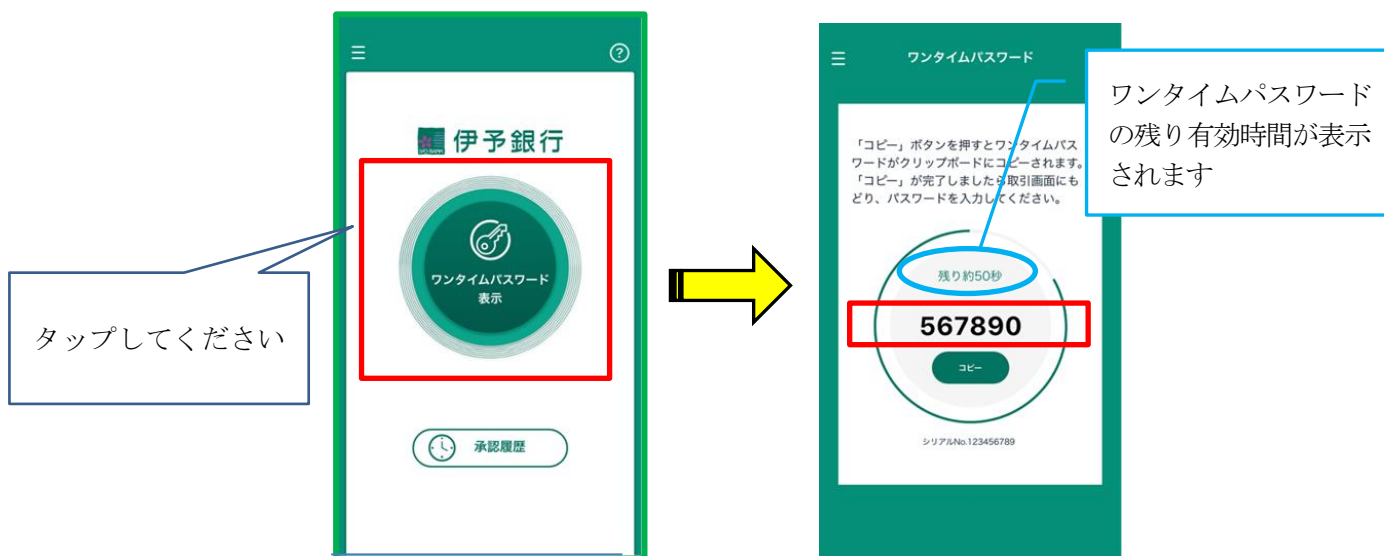 伊予銀行
ワンタイムパスワード
表示
承認履歴
タップしてください
ワンタイムパスワード
「コピー」ボタンを押すとワンタイムパス
ワードがクリップボードにコピーされます。
「コピー」が完了しましたら取引画面にも
どり、パスワードを入力してください。
残り約50秒
567890
コピー
シリアルNo.123456789
ワンタイムパスワード
の残り有効時間が表示
されます